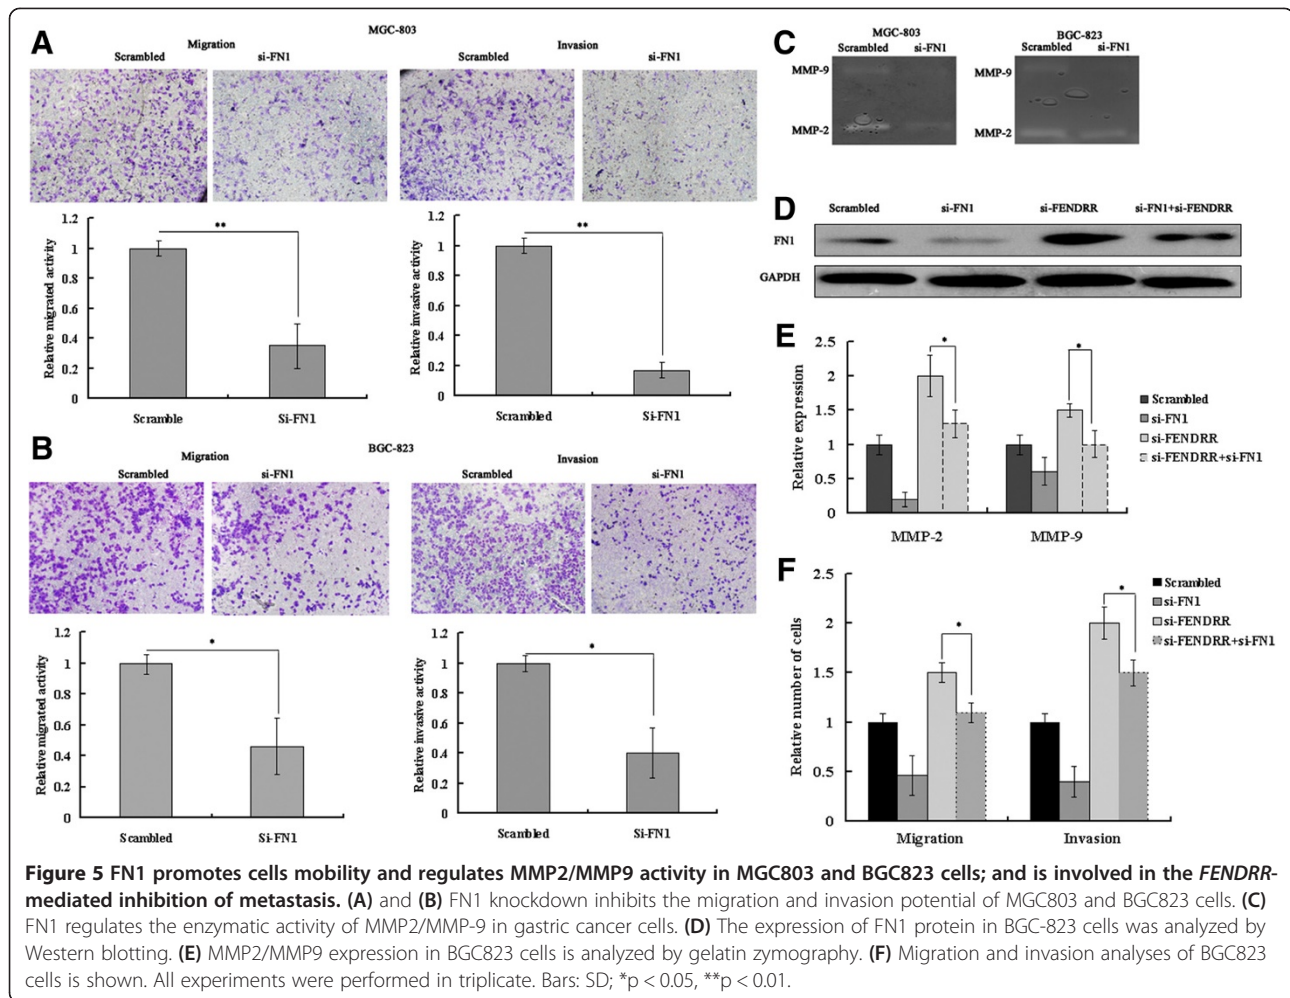 A
MGC-803
Migration
Invasion
Scrambled
si-FN1
Scrambled
si-FN1
Relative migrated activity
1.2
1
0.8
0.6
0.4
0.2
0
**
Scramble
Si-FN1
Relative invasive activity
1.2
1
0.8
0.6
0.4
0.2
0
**
Scrambled
Si-FN1
B
BGC-823
Migration
Invasion
Scrambled
si-FN1
Scrambled
si-FN1
Relative migrated activity
1.2
1
0.8
0.6
0.4
0.2
0
*
Scambled
Si-FN1
Relative invasive activity
1.2
1
0.8
0.6
0.4
0.2
0
*
Scambled
Si-FN1
C
MGC-803
Scrambled
si-FN1
MMP-9
MMP-2
BGC-823
Scrambled
si-FN1
MMP-9
MMP-2
D
Scrambled
si-FN1
si-FENDRR
si-FN1+si-FENDRR
FN1
GAPDH
E
Relative expression
2.5
2
1.5
1
0.5
0
*
*
MMP-2
MMP-9
Scrambled
si-FN1
si-FENDRR
si-FENDRR+si-FN1
F
Relative number of cells
2.5
2
1.5
1
0.5
0
*
*
Migration
Invasion
Scrambled
si-FN1
si-FENDRR
si-FENDRR+si-FN1
Figure 5 FN1 promotes cells mobility and regulates MMP2/MMP9 activity in MGC803 and BGC823 cells; and is involved in the FENDRR-
mediated inhibition of metastasis. (A) and (B) FN1 knockdown inhibits the migration and invasion potential of MGC803 and BGC823 cells. (C)
FN1 regulates the enzymatic activity of MMP2/MMP-9 in gastric cancer cells. (D) The expression of FN1 protein in BGC-823 cells was analyzed by
Western blotting. (E) MMP2/MMP9 expression in BGC823 cells is analyzed by gelatin zymography. (F) Migration and invasion analyses of BGC823
cells is shown. All experiments were performed in triplicate. Bars: SD; *p < 0.05, **p < 0.01.